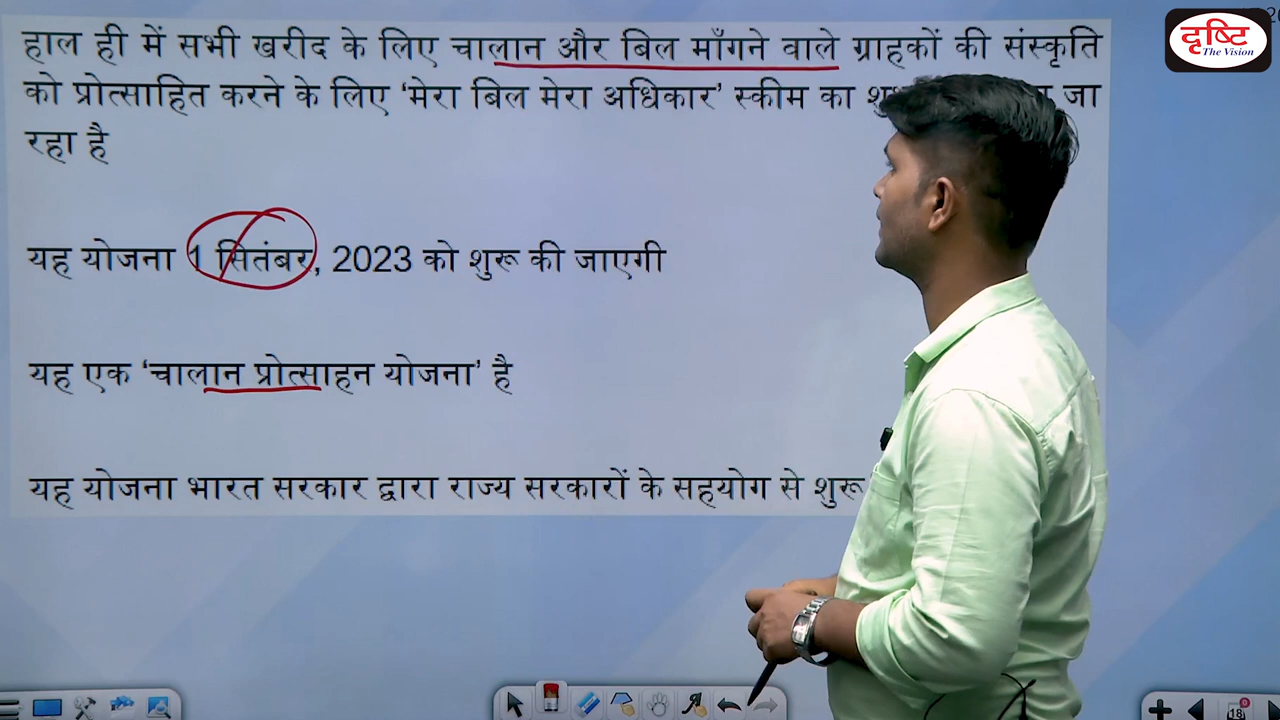 दृष्टि
The Vision
हाल ही में सभी खरीद के लिए चालान और बिल माँगने वाले ग्राहकों की संस्कृति
को प्रोत्साहित करने के लिए ‘मेरा बिल मेरा अधिकार’ स्कीम का जा
रहा है
यह योजना 1 सितंबर, 2023 को शुरू की जाएगी
यह एक ‘चालान प्रोत्साहन योजना’ है
यह योजना भारत सरकार द्वारा राज्य सरकारों के सहयोग से शुरू
18